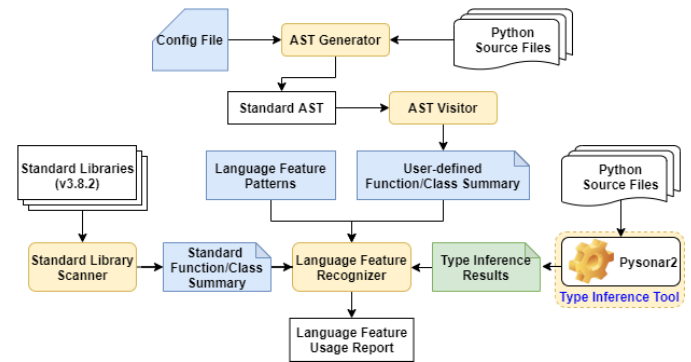 Config File
AST Generator
Python
Source Files
Standard AST
AST Visitor
Standard Libraries
(v3.8.2)
Language Feature
Patterns
User-defined
Function/Class Summary
Python
Source Files
Standard Library
Scanner
Standard
Function/Class
Summary
Language Feature
Recognizer
Type Inference
Results
Pysonar2
Type Inference Tool
Language Feature
Usage Report